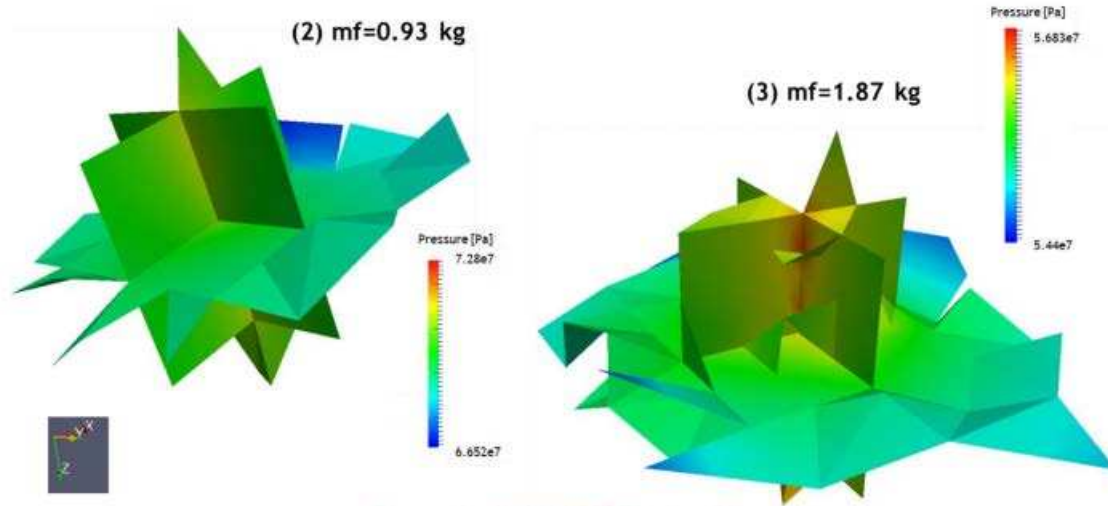 (2) mf=0.93 kg
Pressure [Pa]
7.28e7
6.652e7
Pressure [Pa]
5.683e7
5.44e7
(3) mf=1.87 kg
Y
X
Z